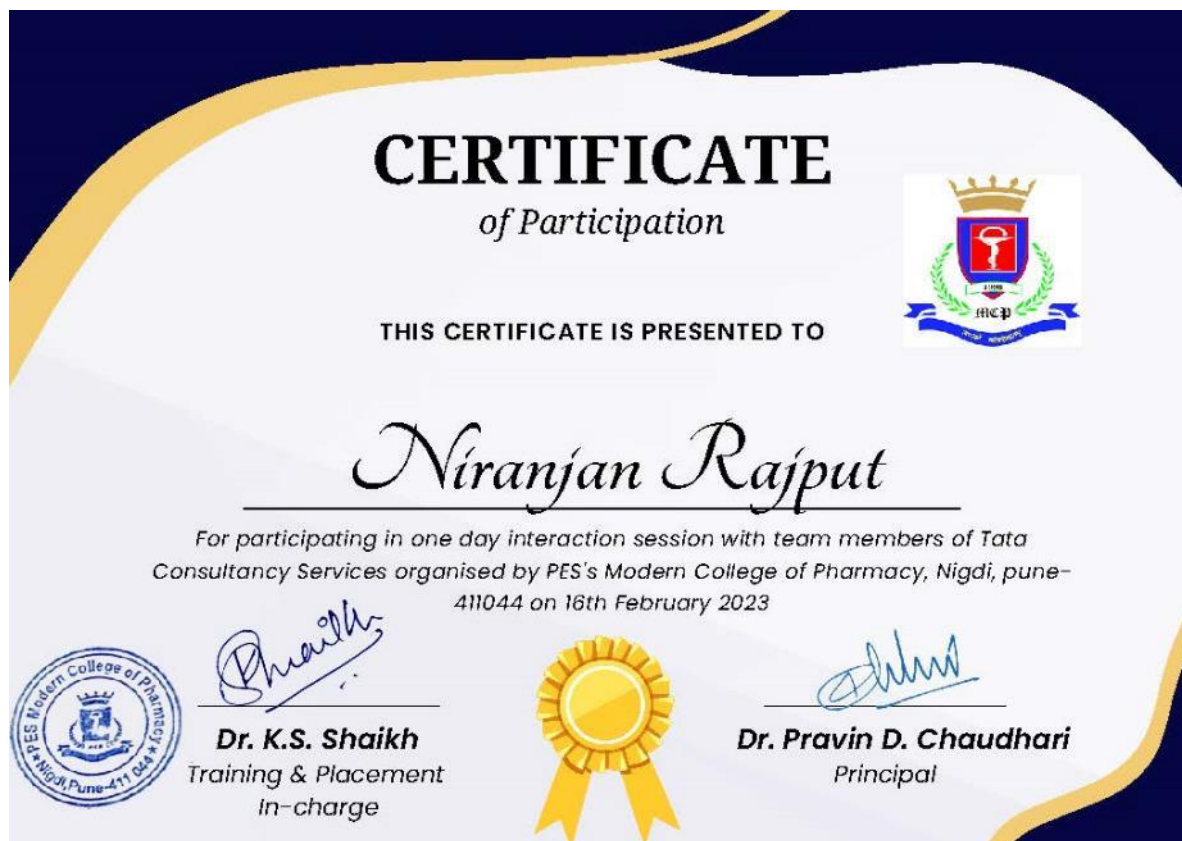 CERTIFICATE
of Participation
MCP
THIS CERTIFICATE IS PRESENTED TO
Niranjan Rajput
For participating in one day interaction session with team members of Tata
Consultancy Services organised by PES's Modern College of Pharmacy, Nigdi, pune-
411044 on 16th February 2023
PES Modern College of Pharmacy
Nigdi, Pune-411 044
Dr. K.S. Shaikh
Training & Placement
In-charge
Dr. Pravin D. Chaudhari
Principal